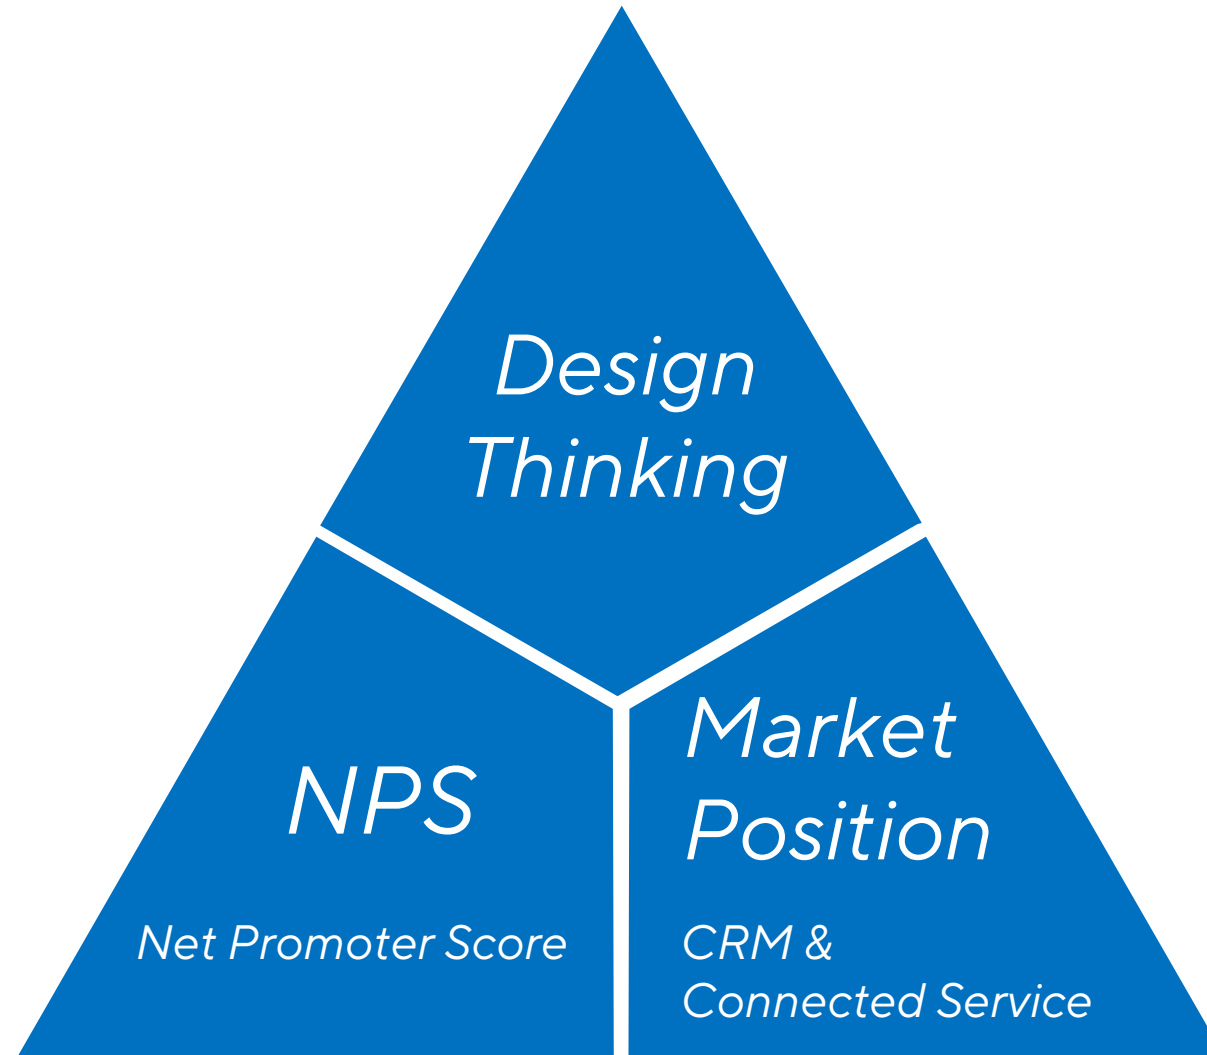 Design
Thinking
NPS
Net Promoter Score
Market
Position
CRM &
Connected Service